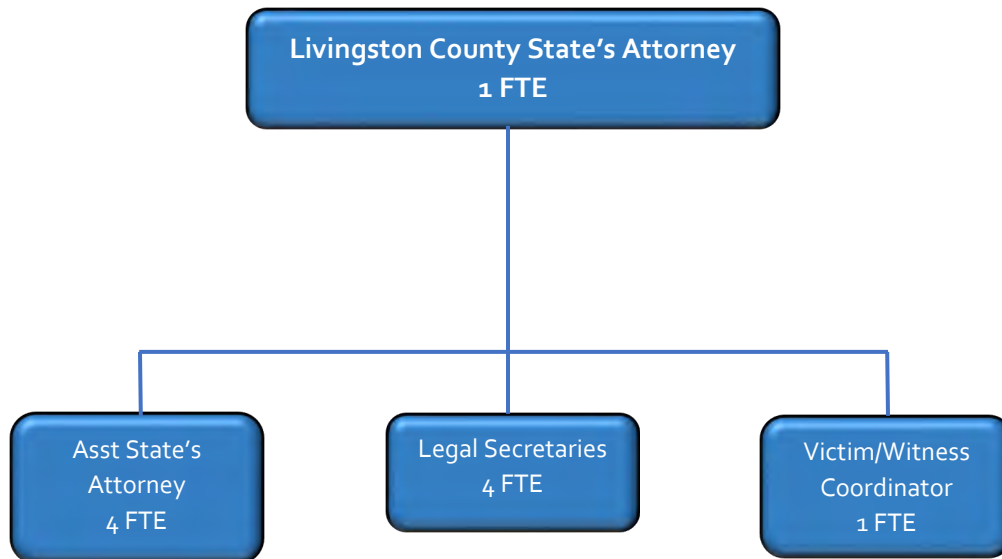 Livingston County State’s Attorney
1 FTE
Asst State’s
Attorney
4 FTE
Legal Secretaries
4 FTE
Victim/Witness
Coordinator
1 FTE